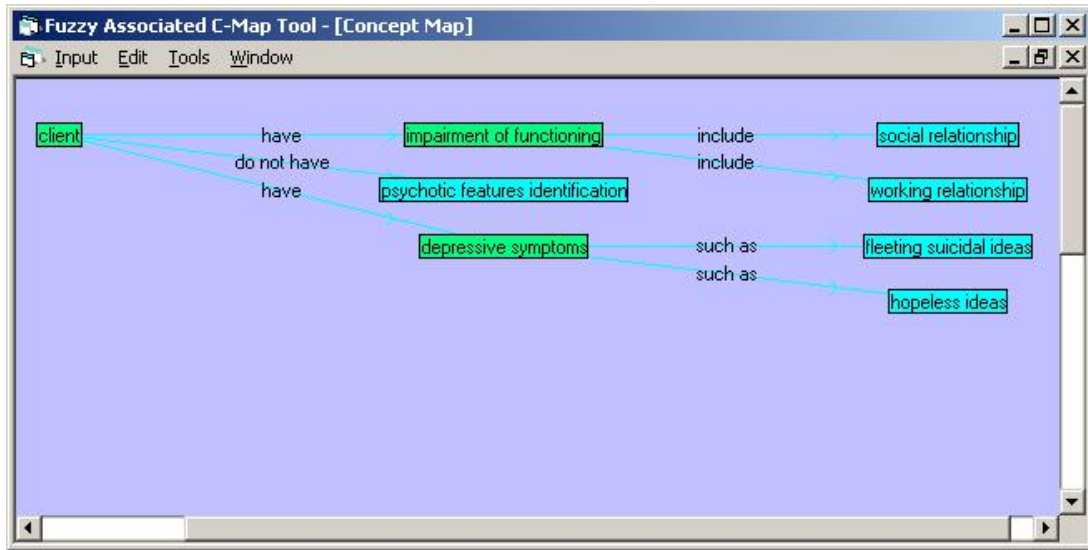 Fuzzy Associated C-Map Tool - [Concept Map]
Input Edit Tools Window
client have impairment of functioning include social relationship
do not have include
have psychotic features identification working relationship
depressive symptoms such as fleeting suicidal ideas
such as
hopeless ideas